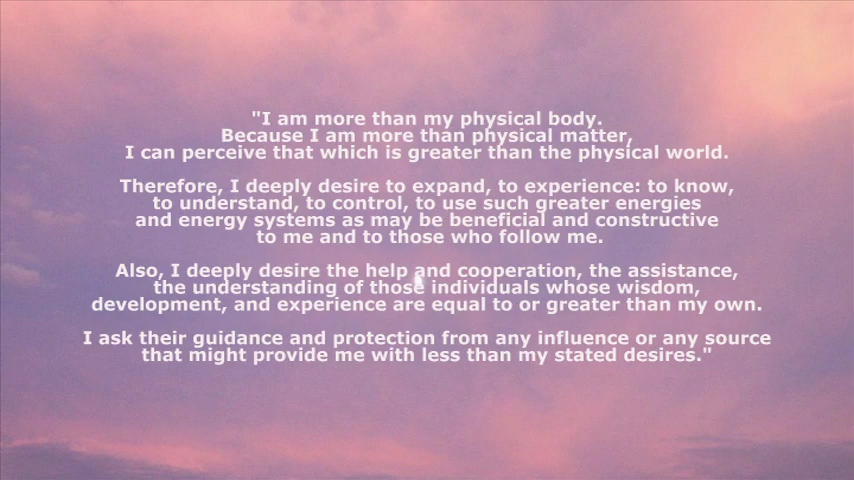 "I am more than my physical body.
Because I am more than physical matter,
I can perceive that which is greater than the physical world.
Therefore, I deeply desire to expand, to experience: to know,
to understand, to control, to use such greater energies
and energy systems as may be beneficial and constructive
to me and to those who follow me.
Also, I deeply desire the help and cooperation, the assistance,
the understanding of those individuals whose wisdom,
development, and experience are equal to or greater than my own.
I ask their guidance and protection from any influence or any source
that might provide me with less than my stated desires."